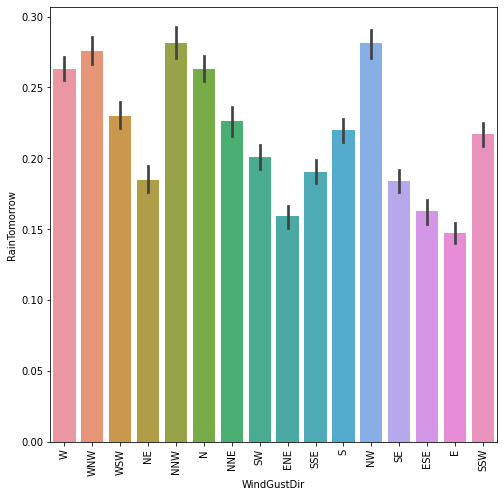 RainTomorrow
0.30
0.25
0.20
0.15
0.10
0.05
0.00
W
WNW
WSW
NE
NNW
N
NNE
SW
ENE
SSE
S
NW
SE
ESE
E
SSW
WindGustDir